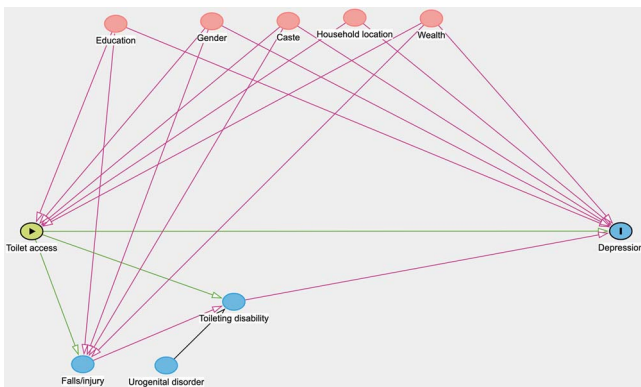 Education
Gender
Caste
Household location
Wealth
Toilet access
Depression
Toileting disability
Falls/injury
Urogenital disorder